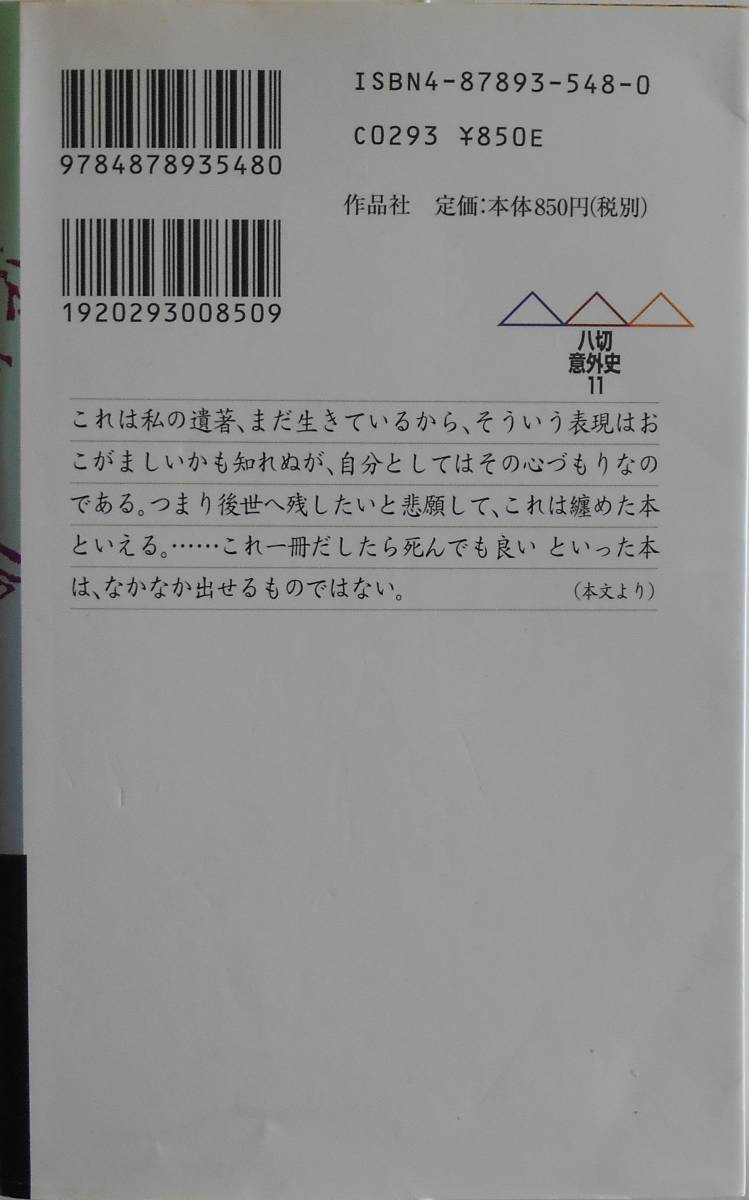 ISBN4-87893-548-0
9784878935480
C0293 ¥850E
作品社 定価:本体850円(税別)
1920293008509
八切
意外史
11
これは私の遺著、まだ生きているから、そういう表現はお
こがましいかも知れぬが、自分としてはその心づもりなの
である。つまり後世へ残したいと悲願して、これは纏めた本
といえる。……これ一冊だしたら死んでも良い といった本
は、なかなか出せるものではない。 (本文より)